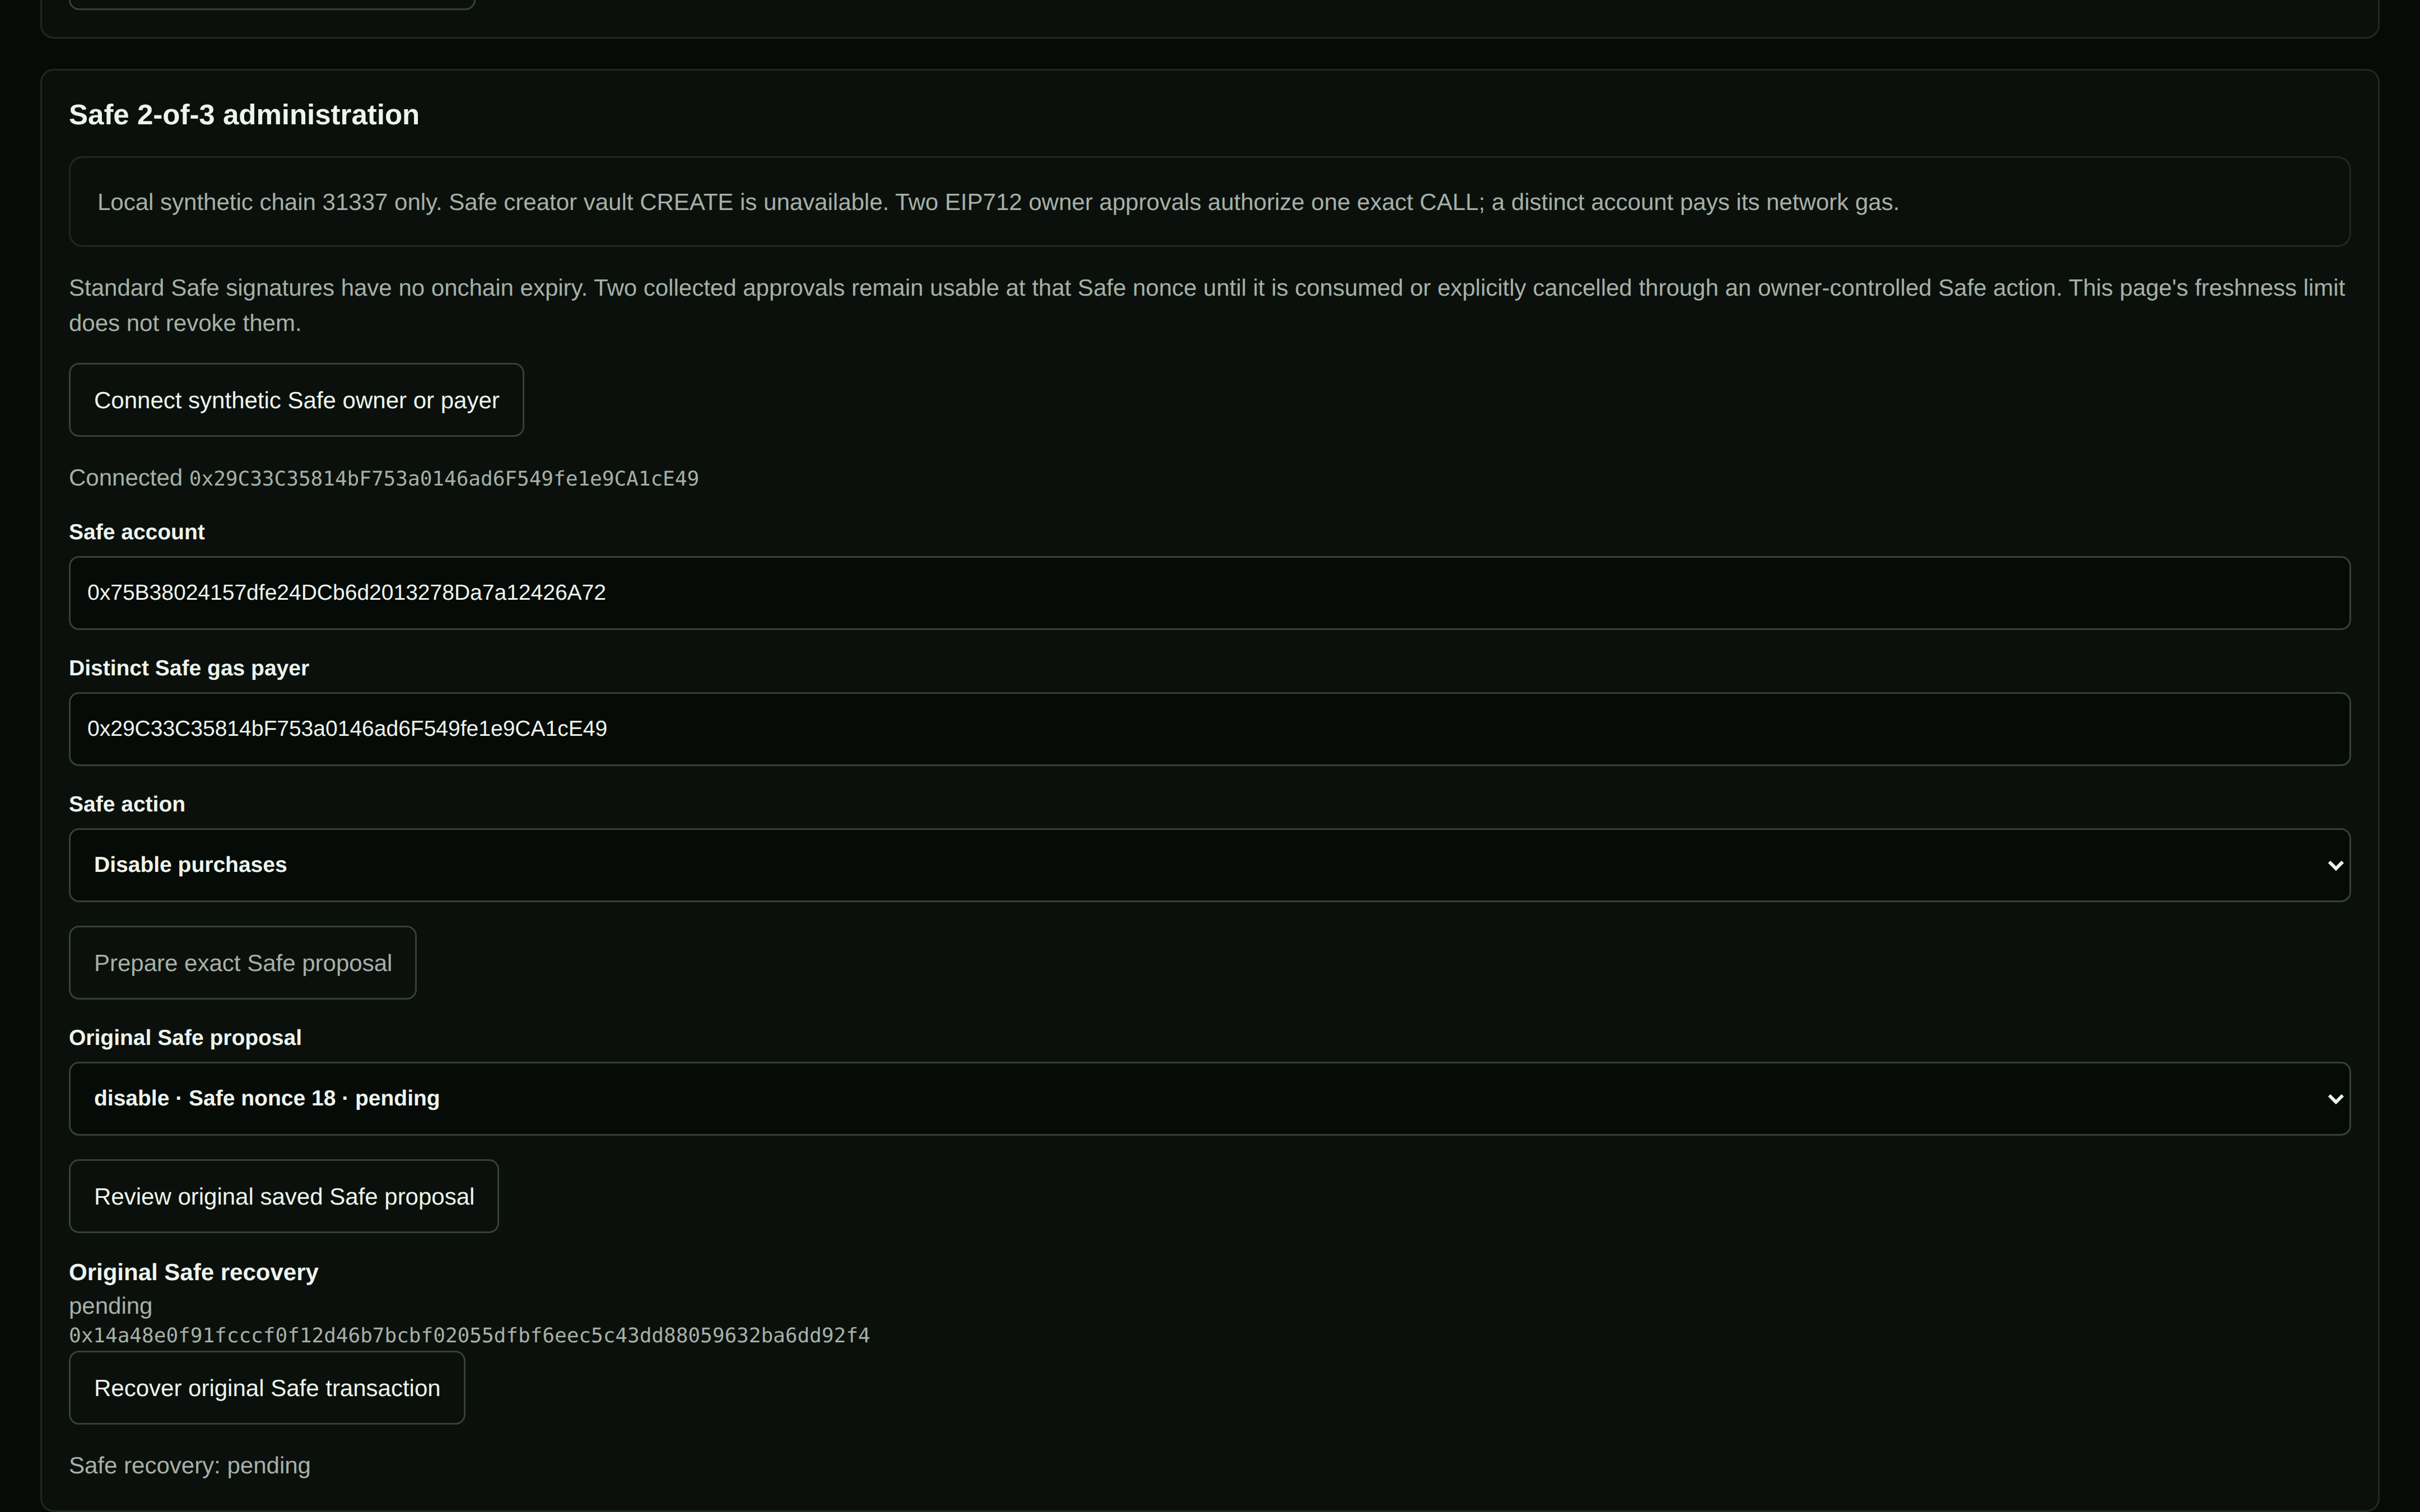 Safe 2-of-3 administration
Local synthetic chain 31337 only. Safe creator vault CREATE is unavailable. Two EIP712 owner approvals authorize one exact CALL; a distinct account pays its network gas.
Standard Safe signatures have no onchain expiry. Two collected approvals remain usable at that Safe nonce until it is consumed or explicitly cancelled through an owner-controlled Safe action. This page's freshness limit
does not revoke them.
Connect synthetic Safe owner or payer
Connected 0x29C33C35814bF753a0146ad6F549fe1e9CA1cE49
Safe account
0x75B38024157dfe24DCb6d2013278Da7a12426A72
Distinct Safe gas payer
0x29C33C35814bF753a0146ad6F549fe1e9CA1cE49
Safe action
Disable purchases
Prepare exact Safe proposal
Original Safe proposal
disable · Safe nonce 18 · pending
Review original saved Safe proposal
Original Safe recovery
pending
0x14a48e0f91fcccf0f12d46b7bcbf02055dfbf6eec5c43dd88059632ba6dd92f4
Recover original Safe transaction
Safe recovery: pending